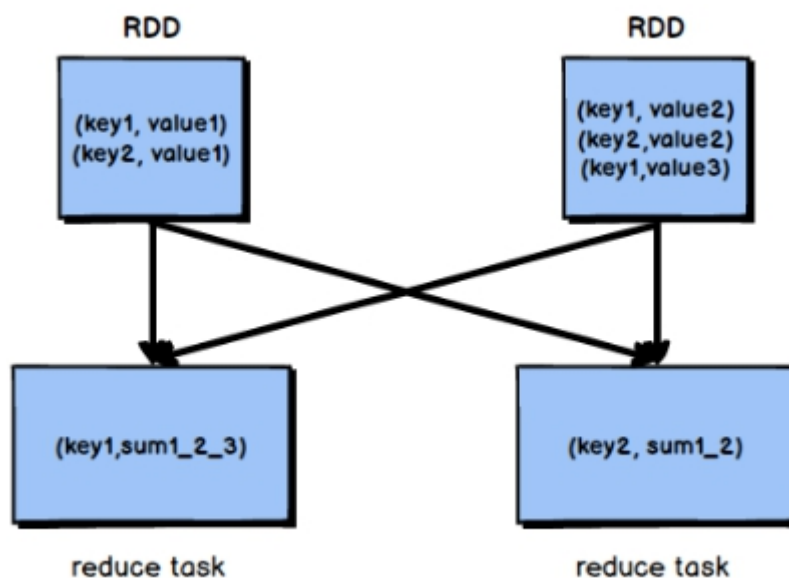 RDD
RDD
(key1, value1)
(key2, value1)
(key1, value2)
(key2,value2)
(key1,value3)
(key1,sum1_2_3)
(key2, sum1_2)
reduce task
reduce task